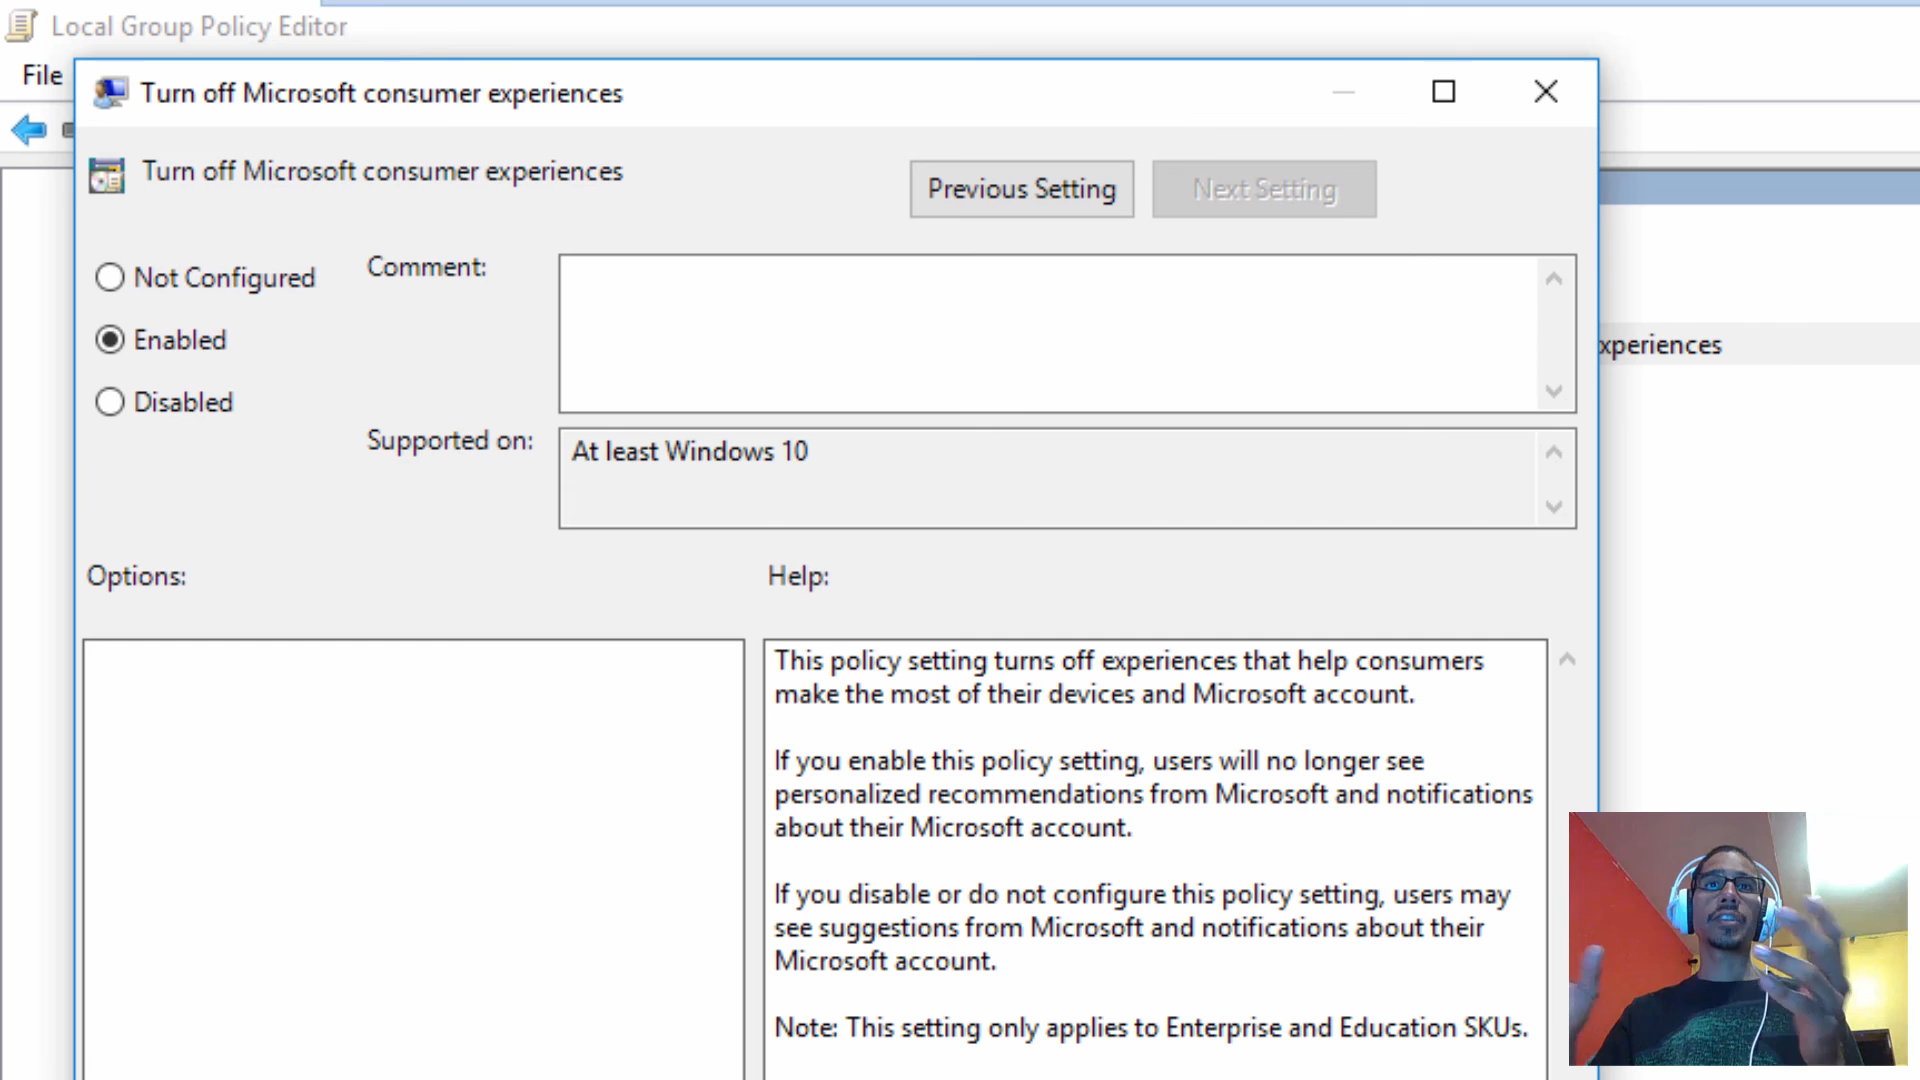 Local Group Policy Editor
File
Turn off Microsoft consumer experiences
Turn off Microsoft consumer experiences
Previous Setting
Next Setting
Not Configured
Comment:
Enabled
Disabled
Supported on:
At least Windows 10
xperiences
Options:
Help:
This policy setting turns off experiences that help consumers
make the most of their devices and Microsoft account.
If you enable this policy setting, users will no longer see
personalized recommendations from Microsoft and notifications
about their Microsoft account.
If you disable or do not configure this policy setting, users may
see suggestions from Microsoft and notifications about their
Microsoft account.
Note: This setting only applies to Enterprise and Education SKUs.